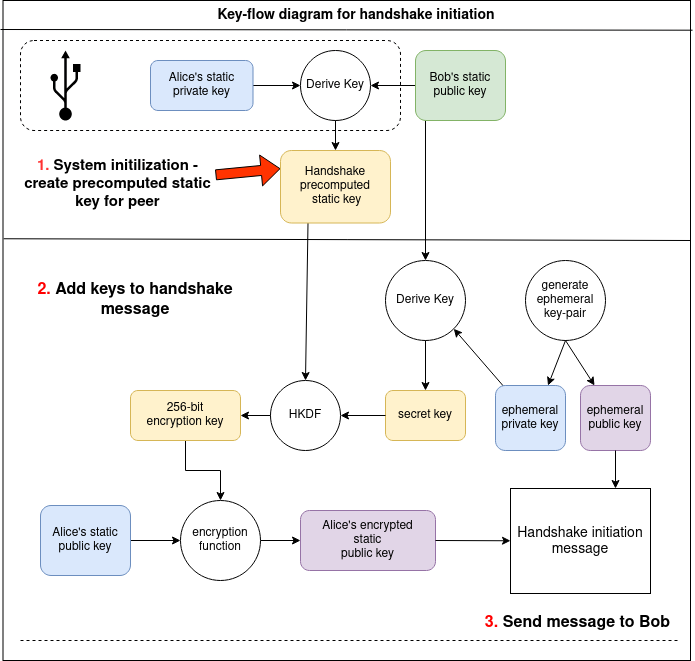 Key-flow diagram for handshake initiation
Alice's static
private key
Derive Key
Bob's static
public key
1. System initilization -
create precomputed static
key for peer
Handshake
precomputed
static key
2. Add keys to handshake
message
Derive Key
generate
ephemeral
key-pair
256-bit
encryption key
HKDF
secret key
ephemeral
private key
ephemeral
public key
Alice's static
public key
encryption
function
Alice's encrypted
static
public key
Handshake initiation
message
3. Send message to Bob